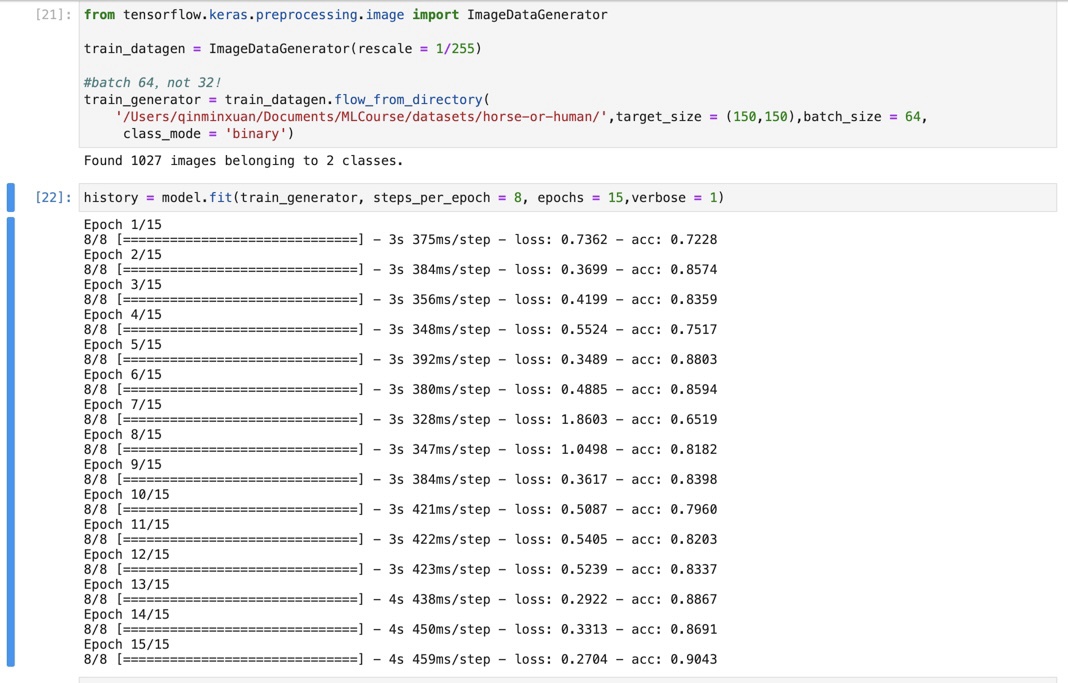 [21]: from tensorflow.keras.preprocessing.image import ImageDataGenerator
train_datagen = ImageDataGenerator(rescale = 1/255)
#batch 64, not 32!
train_generator = train_datagen.flow_from_directory(
'/Users/qinminxuan/Documents/MLCourse/datasets/horse-or-human/',target_size = (150,150),batch_size = 64,
class_mode = 'binary')
Found 1027 images belonging to 2 classes.
[22]: history = model.fit(train_generator, steps_per_epoch = 8, epochs = 15,verbose = 1)
Epoch 1/15
8/8 [==============================] - 3s 375ms/step - loss: 0.7362 - acc: 0.7228
Epoch 2/15
8/8 [==============================] - 3s 384ms/step - loss: 0.3699 - acc: 0.8574
Epoch 3/15
8/8 [==============================] - 3s 356ms/step - loss: 0.4199 - acc: 0.8359
Epoch 4/15
8/8 [==============================] - 3s 348ms/step - loss: 0.5524 - acc: 0.7517
Epoch 5/15
8/8 [==============================] - 3s 392ms/step - loss: 0.3489 - acc: 0.8803
Epoch 6/15
8/8 [==============================] - 3s 380ms/step - loss: 0.4885 - acc: 0.8594
Epoch 7/15
8/8 [==============================] - 3s 328ms/step - loss: 1.8603 - acc: 0.6519
Epoch 8/15
8/8 [==============================] - 3s 347ms/step - loss: 1.0498 - acc: 0.8182
Epoch 9/15
8/8 [==============================] - 3s 384ms/step - loss: 0.3617 - acc: 0.8398
Epoch 10/15
8/8 [==============================] - 3s 421ms/step - loss: 0.5087 - acc: 0.7960
Epoch 11/15
8/8 [==============================] - 3s 422ms/step - loss: 0.5405 - acc: 0.8203
Epoch 12/15
8/8 [==============================] - 3s 423ms/step - loss: 0.5239 - acc: 0.8337
Epoch 13/15
8/8 [==============================] - 4s 438ms/step - loss: 0.2922 - acc: 0.8867
Epoch 14/15
8/8 [==============================] - 4s 450ms/step - loss: 0.3313 - acc: 0.8691
Epoch 15/15
8/8 [==============================] - 4s 459ms/step - loss: 0.2704 - acc: 0.9043